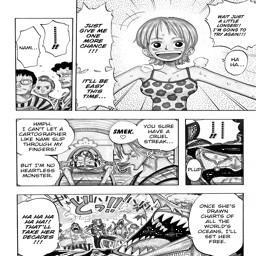 WAIT JUST
A LITTLE
LONGER!
I'M GOING
TO TRY AGAIN!!!
JUST
GIVE ME
ONE MORE
CHANCE
!!!
IT'LL BE
EASY
THIS
TIME...
HA
HA...
!!
NAMI...
!!
PLUP
YOU SURE
HAVE A
CRUEL
STREAK...
SMEK.
HMPH.
I CAN'T LET A
CARTOGRAPHER
LIKE NAMI SLIP
THROUGH MY
FINGERS!
BUT I'M NO
HEARTLESS
MONSTER.
ONCE SHE'S
DRAWN
CHARTS OF
ALL THE
WORLD'S
OCEANS, I'LL
SET HER
FREE.
HA HA HA
HA HA!!
THAT'LL
TAKE HER
DECADES
!!!